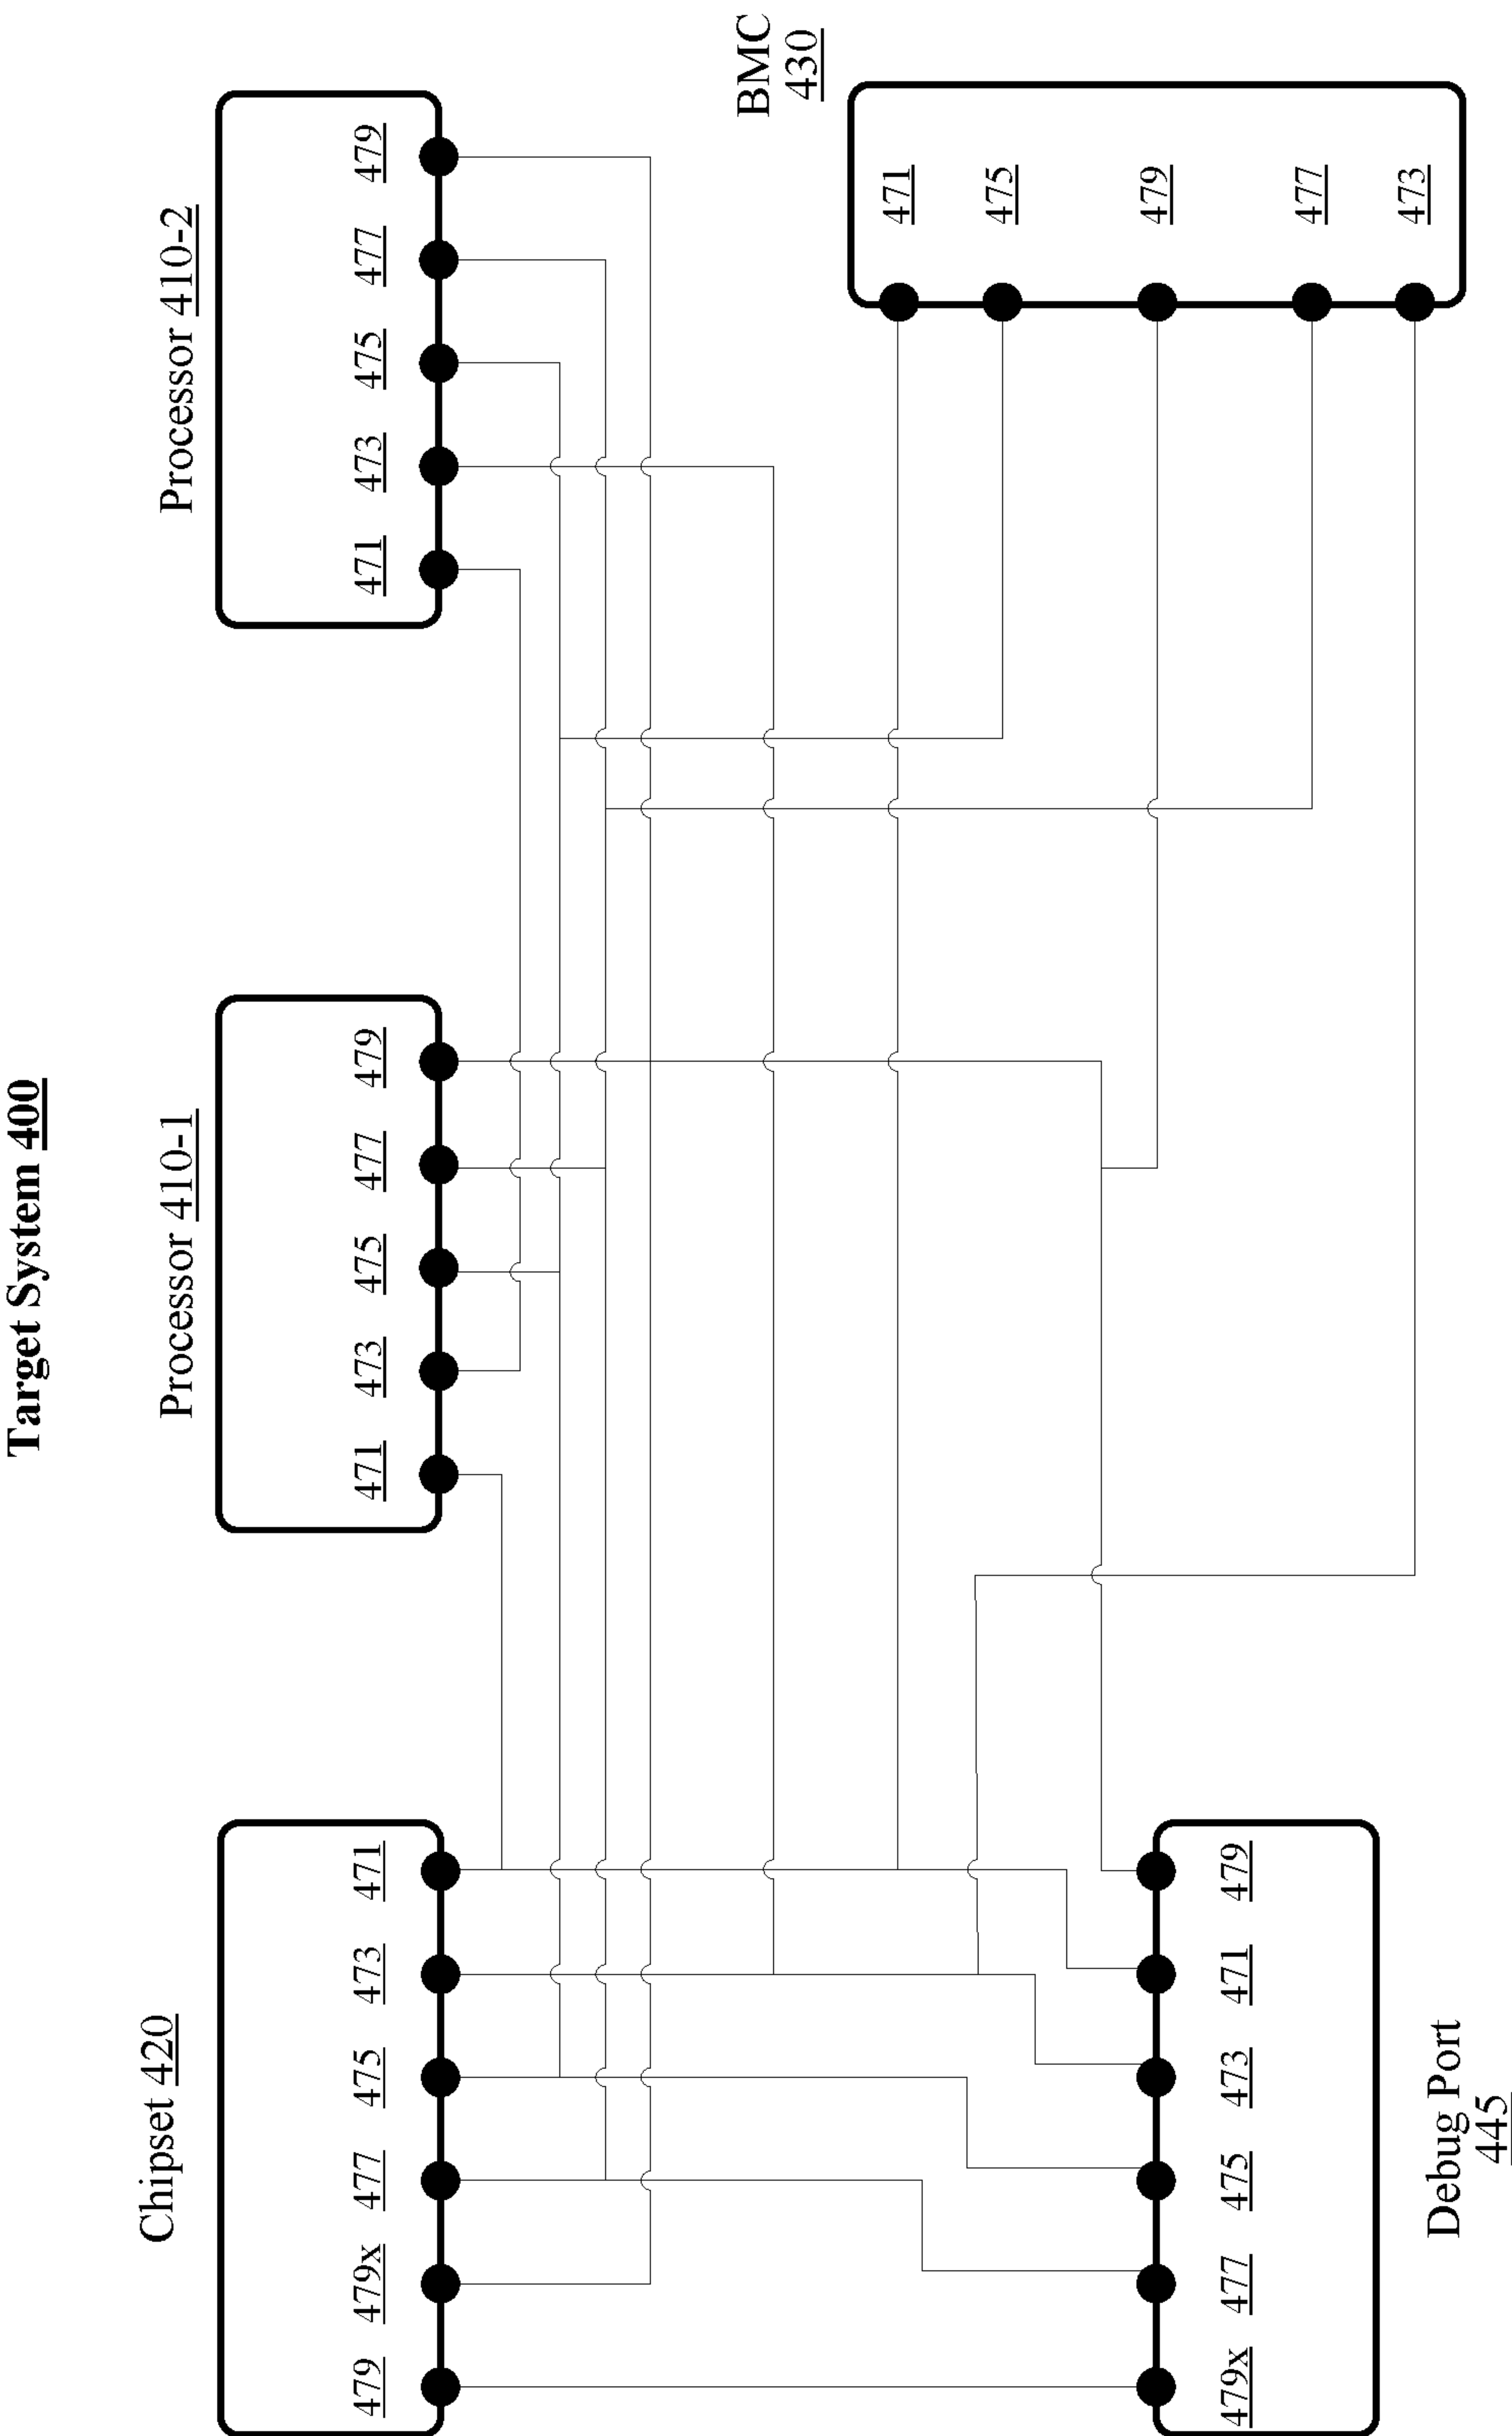 Target System 400
Chipset 420
Processor 410-1
Processor 410-2
479 479x 477 475 473 471
471 473 475 477 479
471 473 475 477 479
BMC
430
471
475
479
477
473
479x 477 475 473 471 479
Debug Port
445